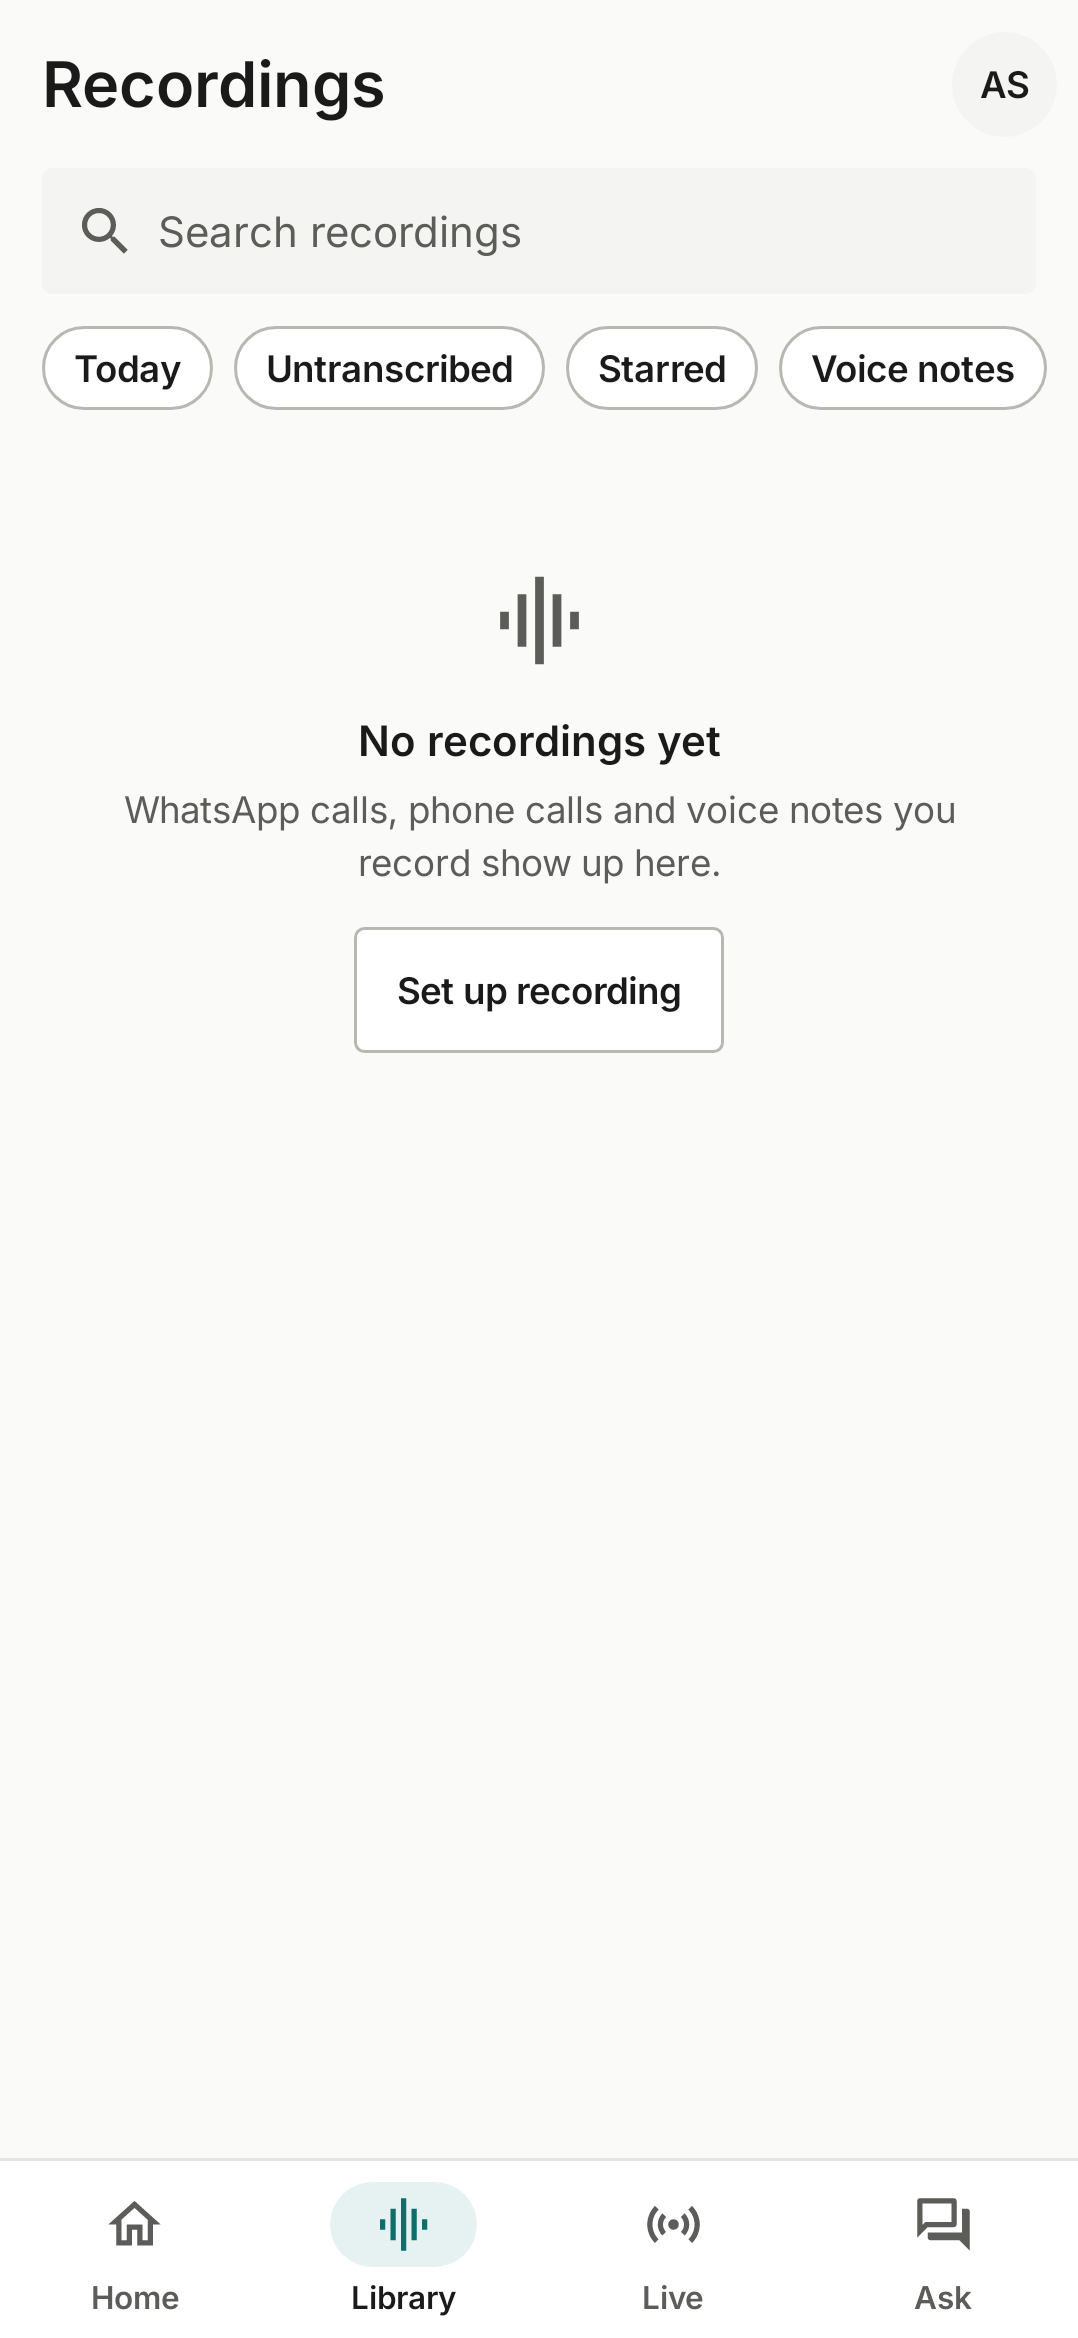 Recordings
AS
Search recordings
Today
Untranscribed
Starred
Voice notes
No recordings yet
WhatsApp calls, phone calls and voice notes you
record show up here.
Set up recording
Home
Library
Live
Ask